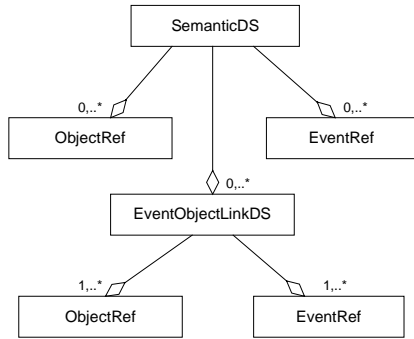 SemanticDS
0,..*
0,..*
ObjectRef
EventRef
0,..*
EventObjectLinkDS
1,..*
1,..*
ObjectRef
EventRef